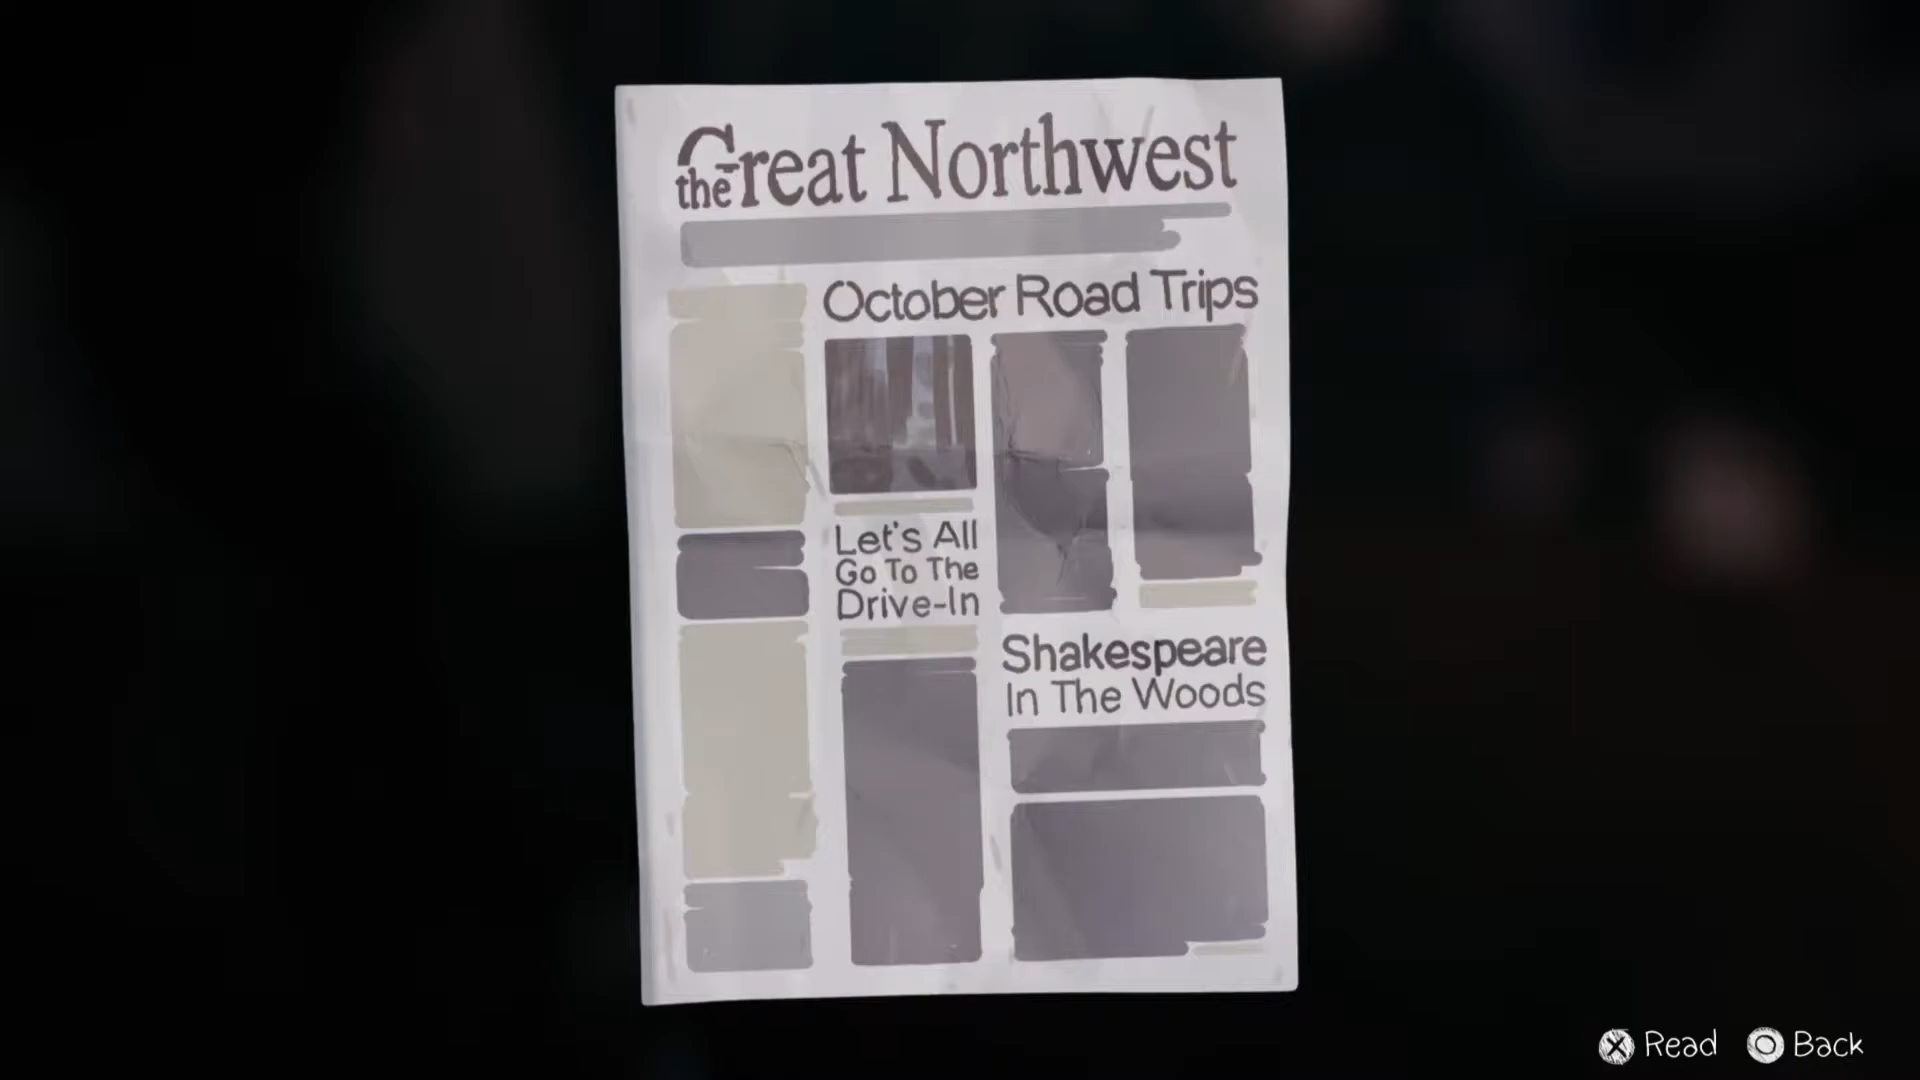 the Great Northwest
October Road Trips
Let's All
Go To The
Drive-In
Shakespeare
In The Woods
Read
Back